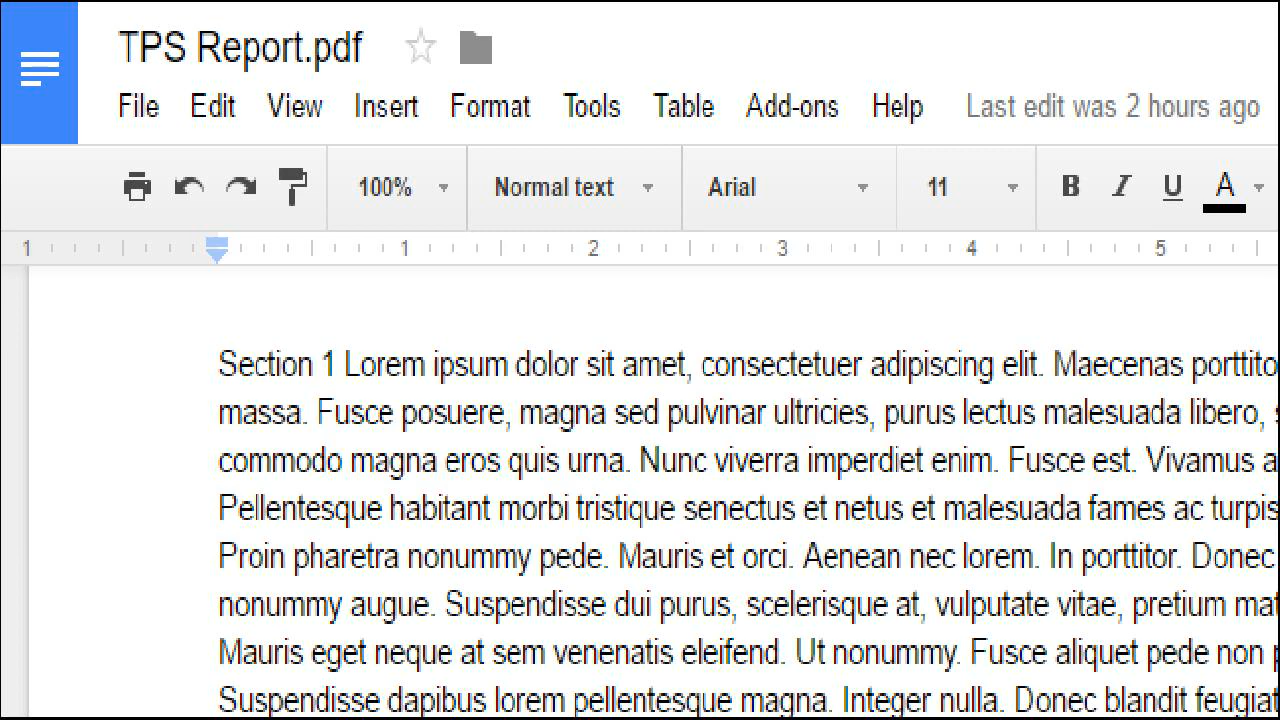 TPS Report.pdf
File Edit View Insert Format Tools Table Add-ons Help Last edit was 2 hours ago
100% Normal text Arial 11 B I U A
1 1 2 3 4 5
Section 1 Lorem ipsum dolor sit amet, consectetuer adipiscing elit. Maecenas porttito
massa. Fusce posuere, magna sed pulvinar ultricies, purus lectus malesuada libero,
commodo magna eros quis urna. Nunc viverra imperdiet enim. Fusce est. Vivamus a
Pellentesque habitant morbi tristique senectus et netus et malesuada fames ac turpis
Proin pharetra nonummy pede. Mauris et orci. Aenean nec lorem. In porttitor. Donec
nonummy augue. Suspendisse dui purus, scelerisque at, vulputate vitae, pretium mat
Mauris eget neque at sem venenatis eleifend. Ut nonummy. Fusce aliquet pede non
Suspendisse dapibus lorem pellentesque magna. Integer nulla. Donec blandit feugiat